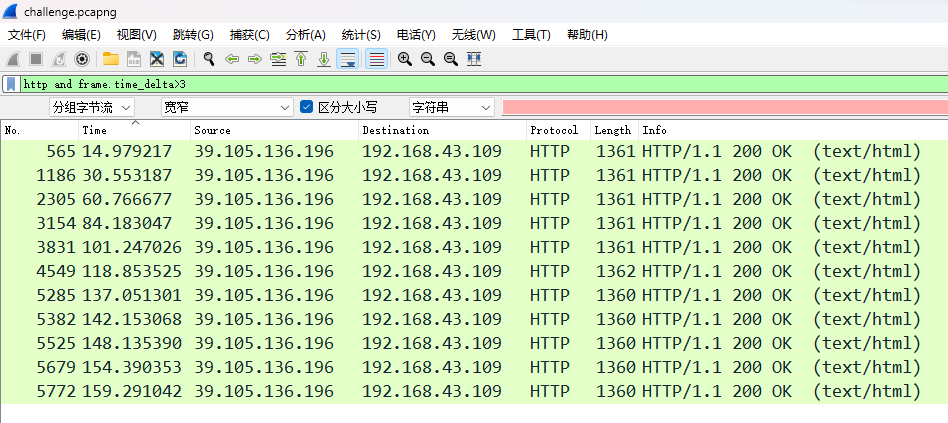 challenge.pcapng
文件(F) 编辑(E) 视图(V) 跳转(G) 捕获(C) 分析(A) 统计(S) 电话(Y) 无线(W) 工具(T) 帮助(H)
http and frame.time_delta>3
分组字节流 宽窄 区分大小写 字符串
No. Time Source Destination Protocol Length Info
565 14.979217 39.105.136.196 192.168.43.109 HTTP 1361 HTTP/1.1 200 OK (text/html)
1186 30.553187 39.105.136.196 192.168.43.109 HTTP 1361 HTTP/1.1 200 OK (text/html)
2305 60.766677 39.105.136.196 192.168.43.109 HTTP 1361 HTTP/1.1 200 OK (text/html)
3154 84.183047 39.105.136.196 192.168.43.109 HTTP 1361 HTTP/1.1 200 OK (text/html)
3831 101.247026 39.105.136.196 192.168.43.109 HTTP 1361 HTTP/1.1 200 OK (text/html)
4549 118.853525 39.105.136.196 192.168.43.109 HTTP 1362 HTTP/1.1 200 OK (text/html)
5285 137.051301 39.105.136.196 192.168.43.109 HTTP 1360 HTTP/1.1 200 OK (text/html)
5382 142.153068 39.105.136.196 192.168.43.109 HTTP 1360 HTTP/1.1 200 OK (text/html)
5525 148.135390 39.105.136.196 192.168.43.109 HTTP 1360 HTTP/1.1 200 OK (text/html)
5679 154.390353 39.105.136.196 192.168.43.109 HTTP 1360 HTTP/1.1 200 OK (text/html)
5772 159.291042 39.105.136.196 192.168.43.109 HTTP 1360 HTTP/1.1 200 OK (text/html)